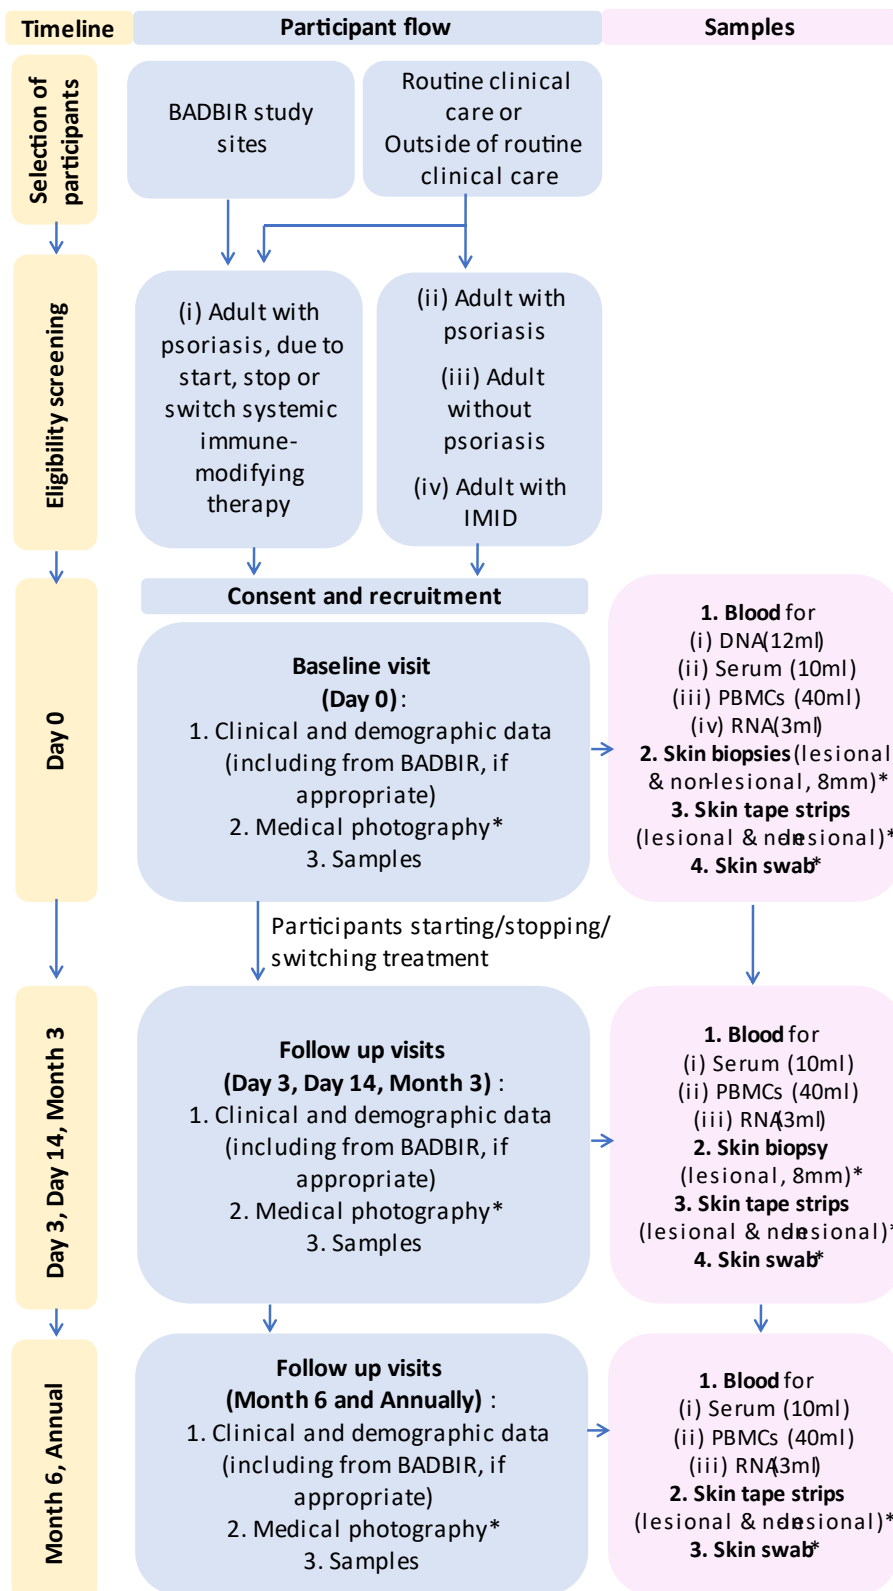 Timeline
Participant flow
Samples
Selection of
participants
BADBIR study
sites
Routine clinical
care or
Outside of routine
clinical care
Eligibility screening
(i) Adult with
psoriasis, due to
start, stop or
switch systemic
immune-
modifying
therapy
(ii) Adult with
psoriasis
(iii) Adult
without
psoriasis
(iv) Adult with
IMID
Consent and recruitment
Day 0
Baseline visit
(Day 0) :
1. Clinical and demographic data
(including from BADBIR, if
appropriate)
2. Medical photography*
3. Samples
1. Blood for
(i) DNA(12ml)
(ii) Serum (10ml)
(iii) PBMCs (40ml)
(iv) RNA(3ml)
2. Skin biopsies(lesional
& non-lesional, 8mm)*
3. Skin tape strips
(lesional & non-lesional)*
4. Skin swab*
Participants starting/stopping/
switching treatment
Day 3, Day 14, Month 3
Follow up visits
(Day 3, Day 14, Month 3) :
1. Clinical and demographic data
(including from BADBIR, if
appropriate)
2. Medical photography*
3. Samples
1. Blood for
(i) Serum (10ml)
(ii) PBMCs (40ml)
(iii) RNA(3ml)
2. Skin biopsy
(lesional, 8mm)*
3. Skin tape strips
(lesional & non-lesional)*
4. Skin swab*
Month 6, Annual
Follow up visits
(Month 6 and Annually) :
1. Clinical and demographic data
(including from BADBIR, if
appropriate)
2. Medical photography*
3. Samples
1. Blood for
(i) Serum (10ml)
(ii) PBMCs (40ml)
(iii) RNA(3ml)
2. Skin tape strips
(lesional & non-lesional)*
3. Skin swab*